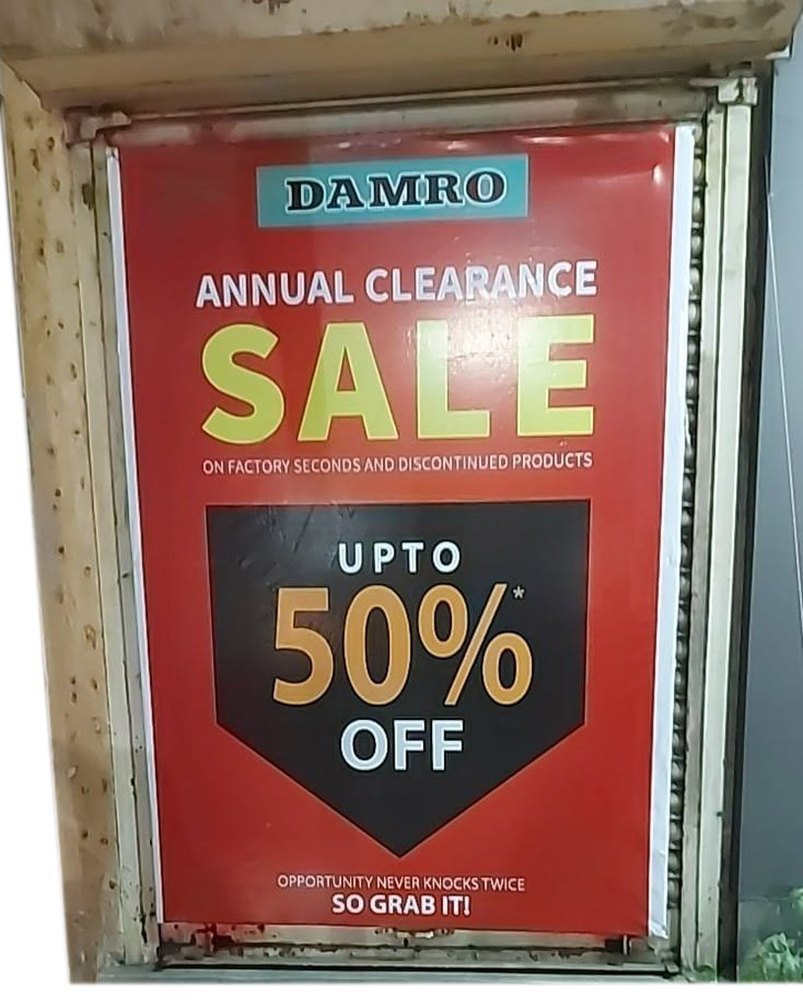 DAMRO
ANNUAL CLEARANCE
SALE
ON FACTORY SECONDS AND DISCONTINUED PRODUCTS
UPTO
50%*
OFF
OPPORTUNITY NEVER KNOCKS TWICE
SO GRAB IT!